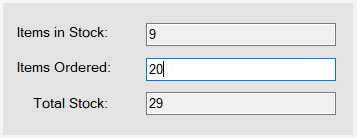 Items in Stock: 9
Items Ordered: 20
Total Stock: 29